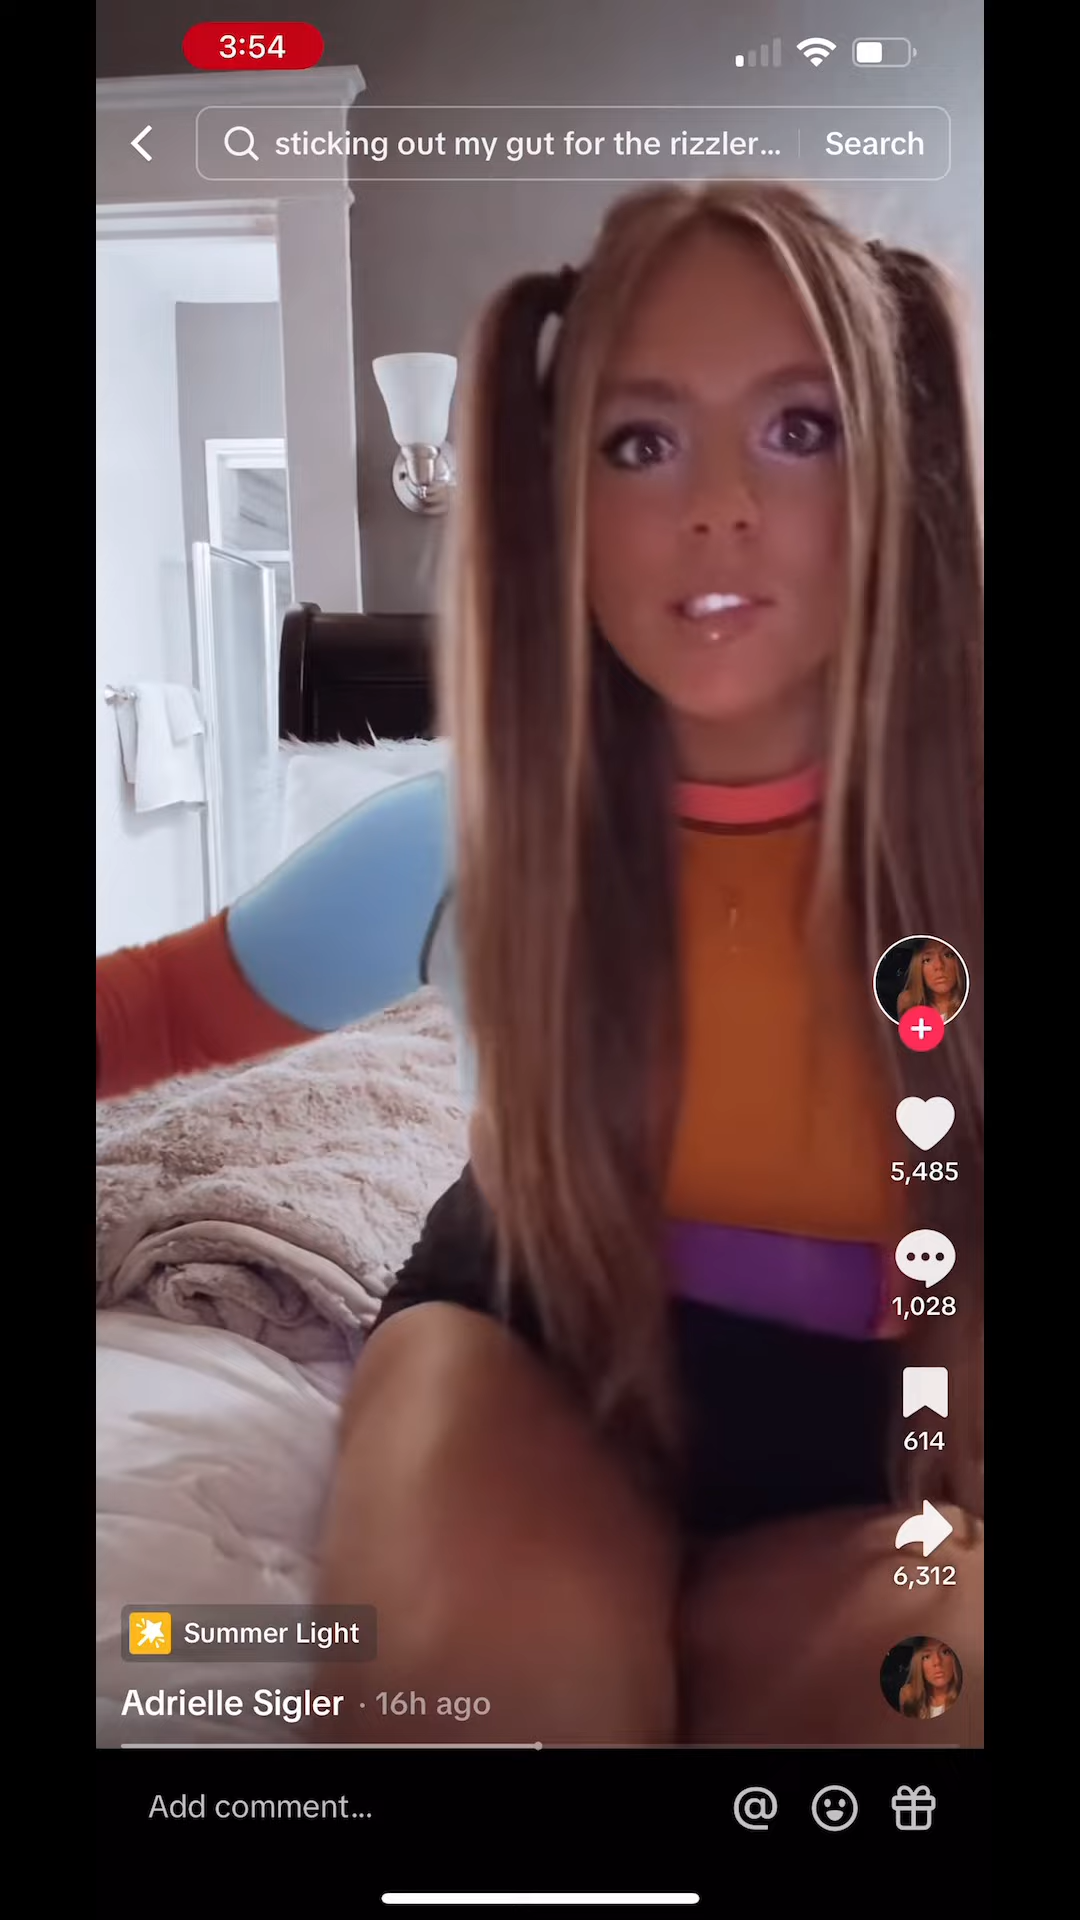 3:54
sticking out my gut for the rizzler... Search
5,485
1,028
614
6,312
Summer Light
Adrielle Sigler · 16h ago
Add comment...